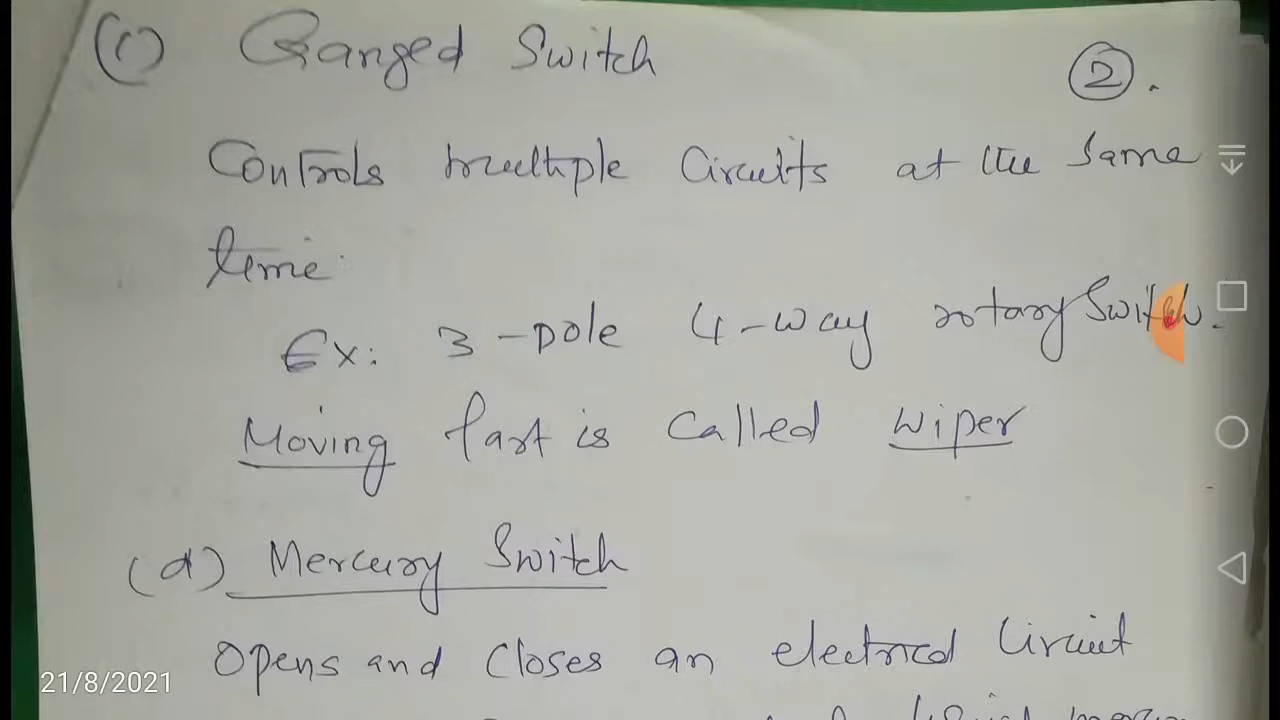 (c) Ganged Switch
2.
Controls multiple Circuits at the Same
time.
Ex: 3-pole 4-way rotary Switch.
Moving Part is Called Wiper
(d) Mercury Switch
Opens and Closes an electrical Circuit
21/8/2021